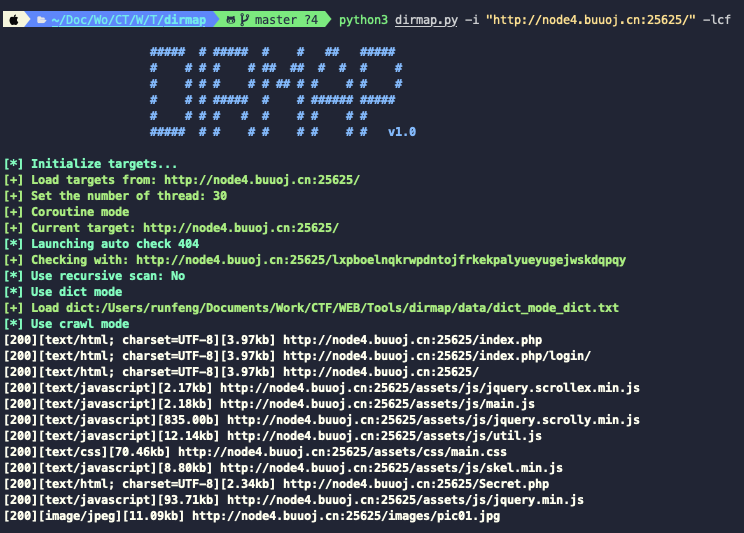 ~/Doc/Wo/CT/W/T/dirmap master ?4 python3 dirmap.py -i "http://node4.buuoj.cn:25625/" -lcf
##### # ##### # # ## #####
# # # # # ## ## # # # #
# # # # # # ## # # # # #
# # # ##### # # ###### #####
# # # # # # # # # #
##### # # # # # # # # v1.0
[*] Initialize targets...
[+] Load targets from: http://node4.buuoj.cn:25625/
[+] Set the number of thread: 30
[+] Coroutine mode
[+] Current target: http://node4.buuoj.cn:25625/
[*] Launching auto check 404
[+] Checking with: http://node4.buuoj.cn:25625/lxpboelnqkrwpdntojfrkekpalyueyugejwskdqpqy
[*] Use recursive scan: No
[*] Use dict mode
[+] Load dict:/Users/runfeng/Documents/Work/CTF/WEB/Tools/dirmap/data/dict_mode_dict.txt
[*] Use crawl mode
[200][text/html; charset=UTF-8][3.97kb] http://node4.buuoj.cn:25625/index.php
[200][text/html; charset=UTF-8][3.97kb] http://node4.buuoj.cn:25625/index.php/login/
[200][text/html; charset=UTF-8][3.97kb] http://node4.buuoj.cn:25625/
[200][text/javascript][2.17kb] http://node4.buuoj.cn:25625/assets/js/jquery.scrollex.min.js
[200][text/javascript][2.18kb] http://node4.buuoj.cn:25625/assets/js/main.js
[200][text/javascript][835.00b] http://node4.buuoj.cn:25625/assets/js/jquery.scrolly.min.js
[200][text/javascript][12.14kb] http://node4.buuoj.cn:25625/assets/js/util.js
[200][text/css][70.46kb] http://node4.buuoj.cn:25625/assets/css/main.css
[200][text/javascript][8.80kb] http://node4.buuoj.cn:25625/assets/js/skel.min.js
[200][text/html; charset=UTF-8][2.34kb] http://node4.buuoj.cn:25625/Secret.php
[200][text/javascript][93.71kb] http://node4.buuoj.cn:25625/assets/js/jquery.min.js
[200][image/jpeg][11.09kb] http://node4.buuoj.cn:25625/images/pic01.jpg